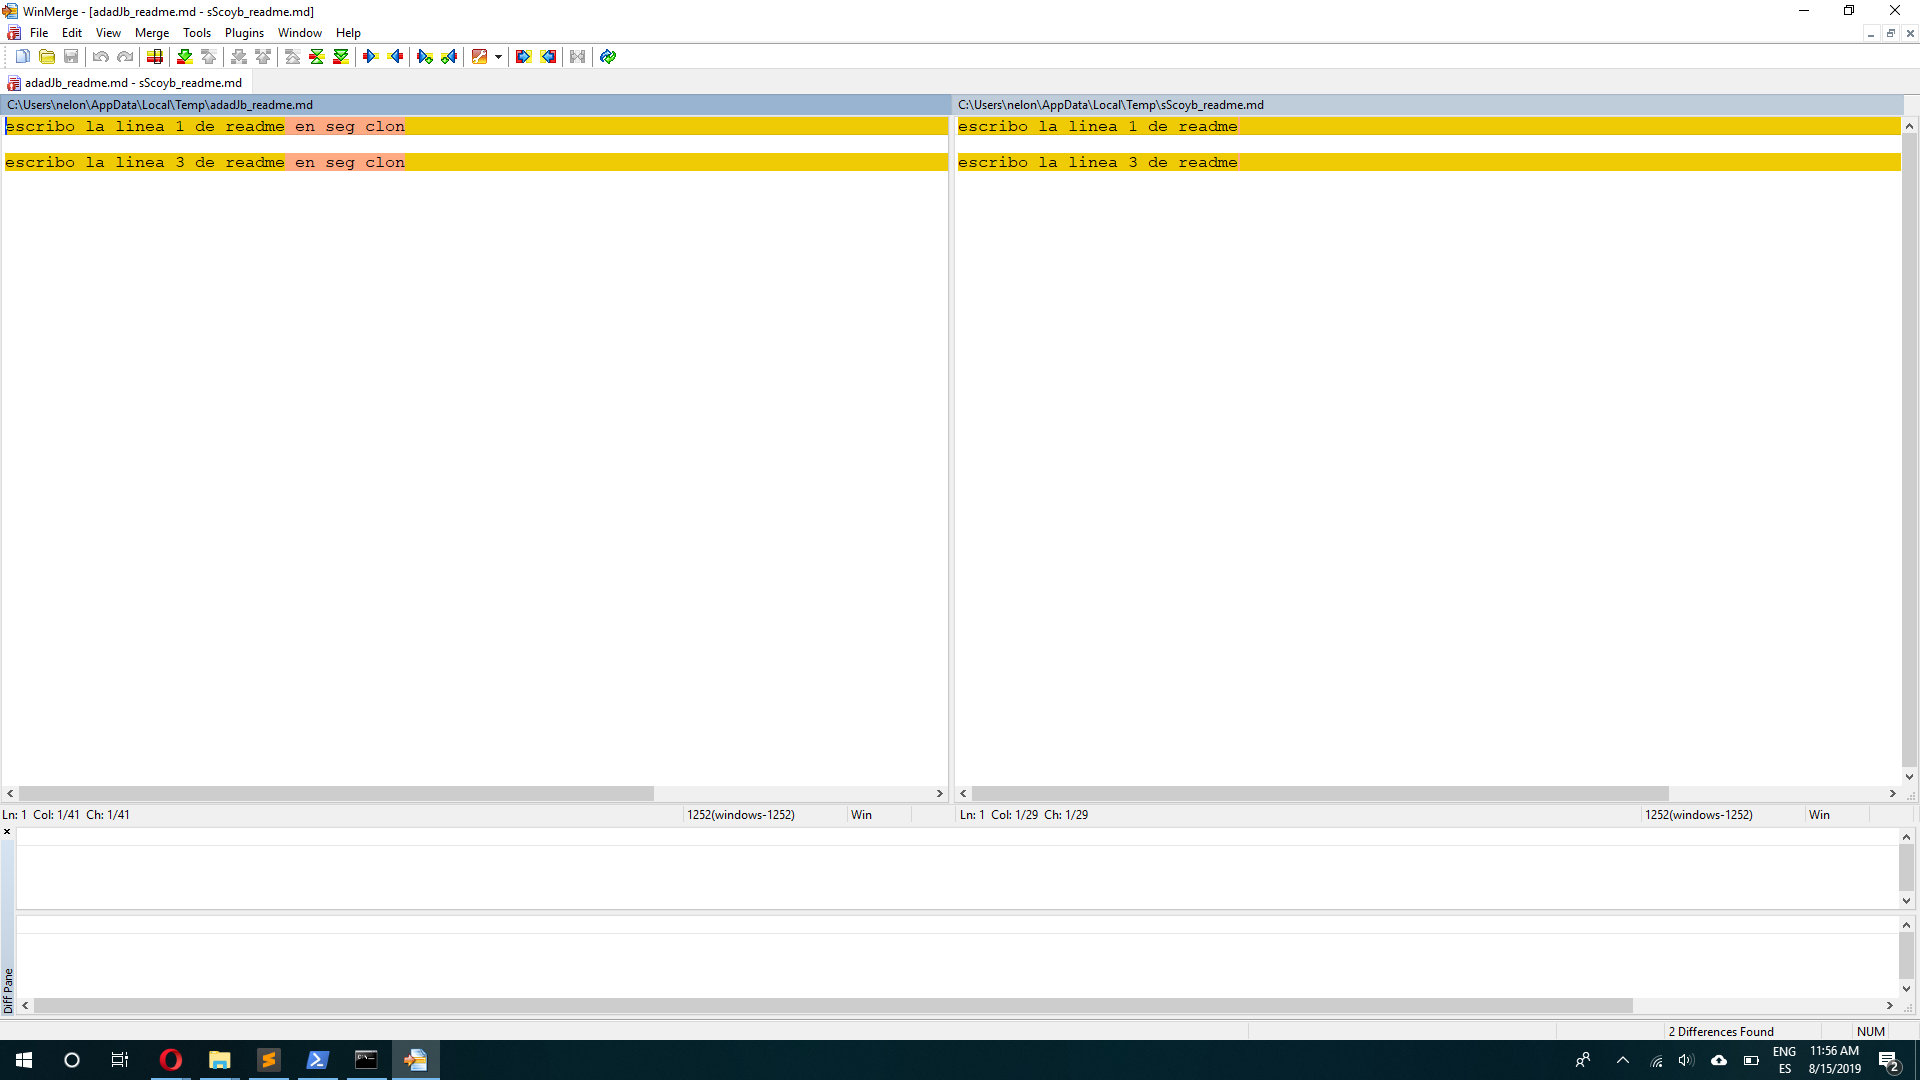 WinMerge - [adadJb_readme.md - sScoyb_readme.md]
File Edit View Merge Tools Plugins Window Help
adadJb_readme.md - sScoyb_readme.md
C:\Users\nelon\AppData\Local\Temp\adadJb_readme.md
C:\Users\nelon\AppData\Local\Temp\sScoyb_readme.md
escribo la linea 1 de readme en seg clon
escribo la linea 3 de readme en seg clon
escribo la linea 1 de readme
escribo la linea 3 de readme
Ln: 1 Col: 1/41 Ch: 1/41
1252(windows-1252)
Win
Ln: 1 Col: 1/29 Ch: 1/29
1252(windows-1252)
Win
Diff Pane
2 Differences Found
NUM
ENG
ES
11:56 AM
8/15/2019
2